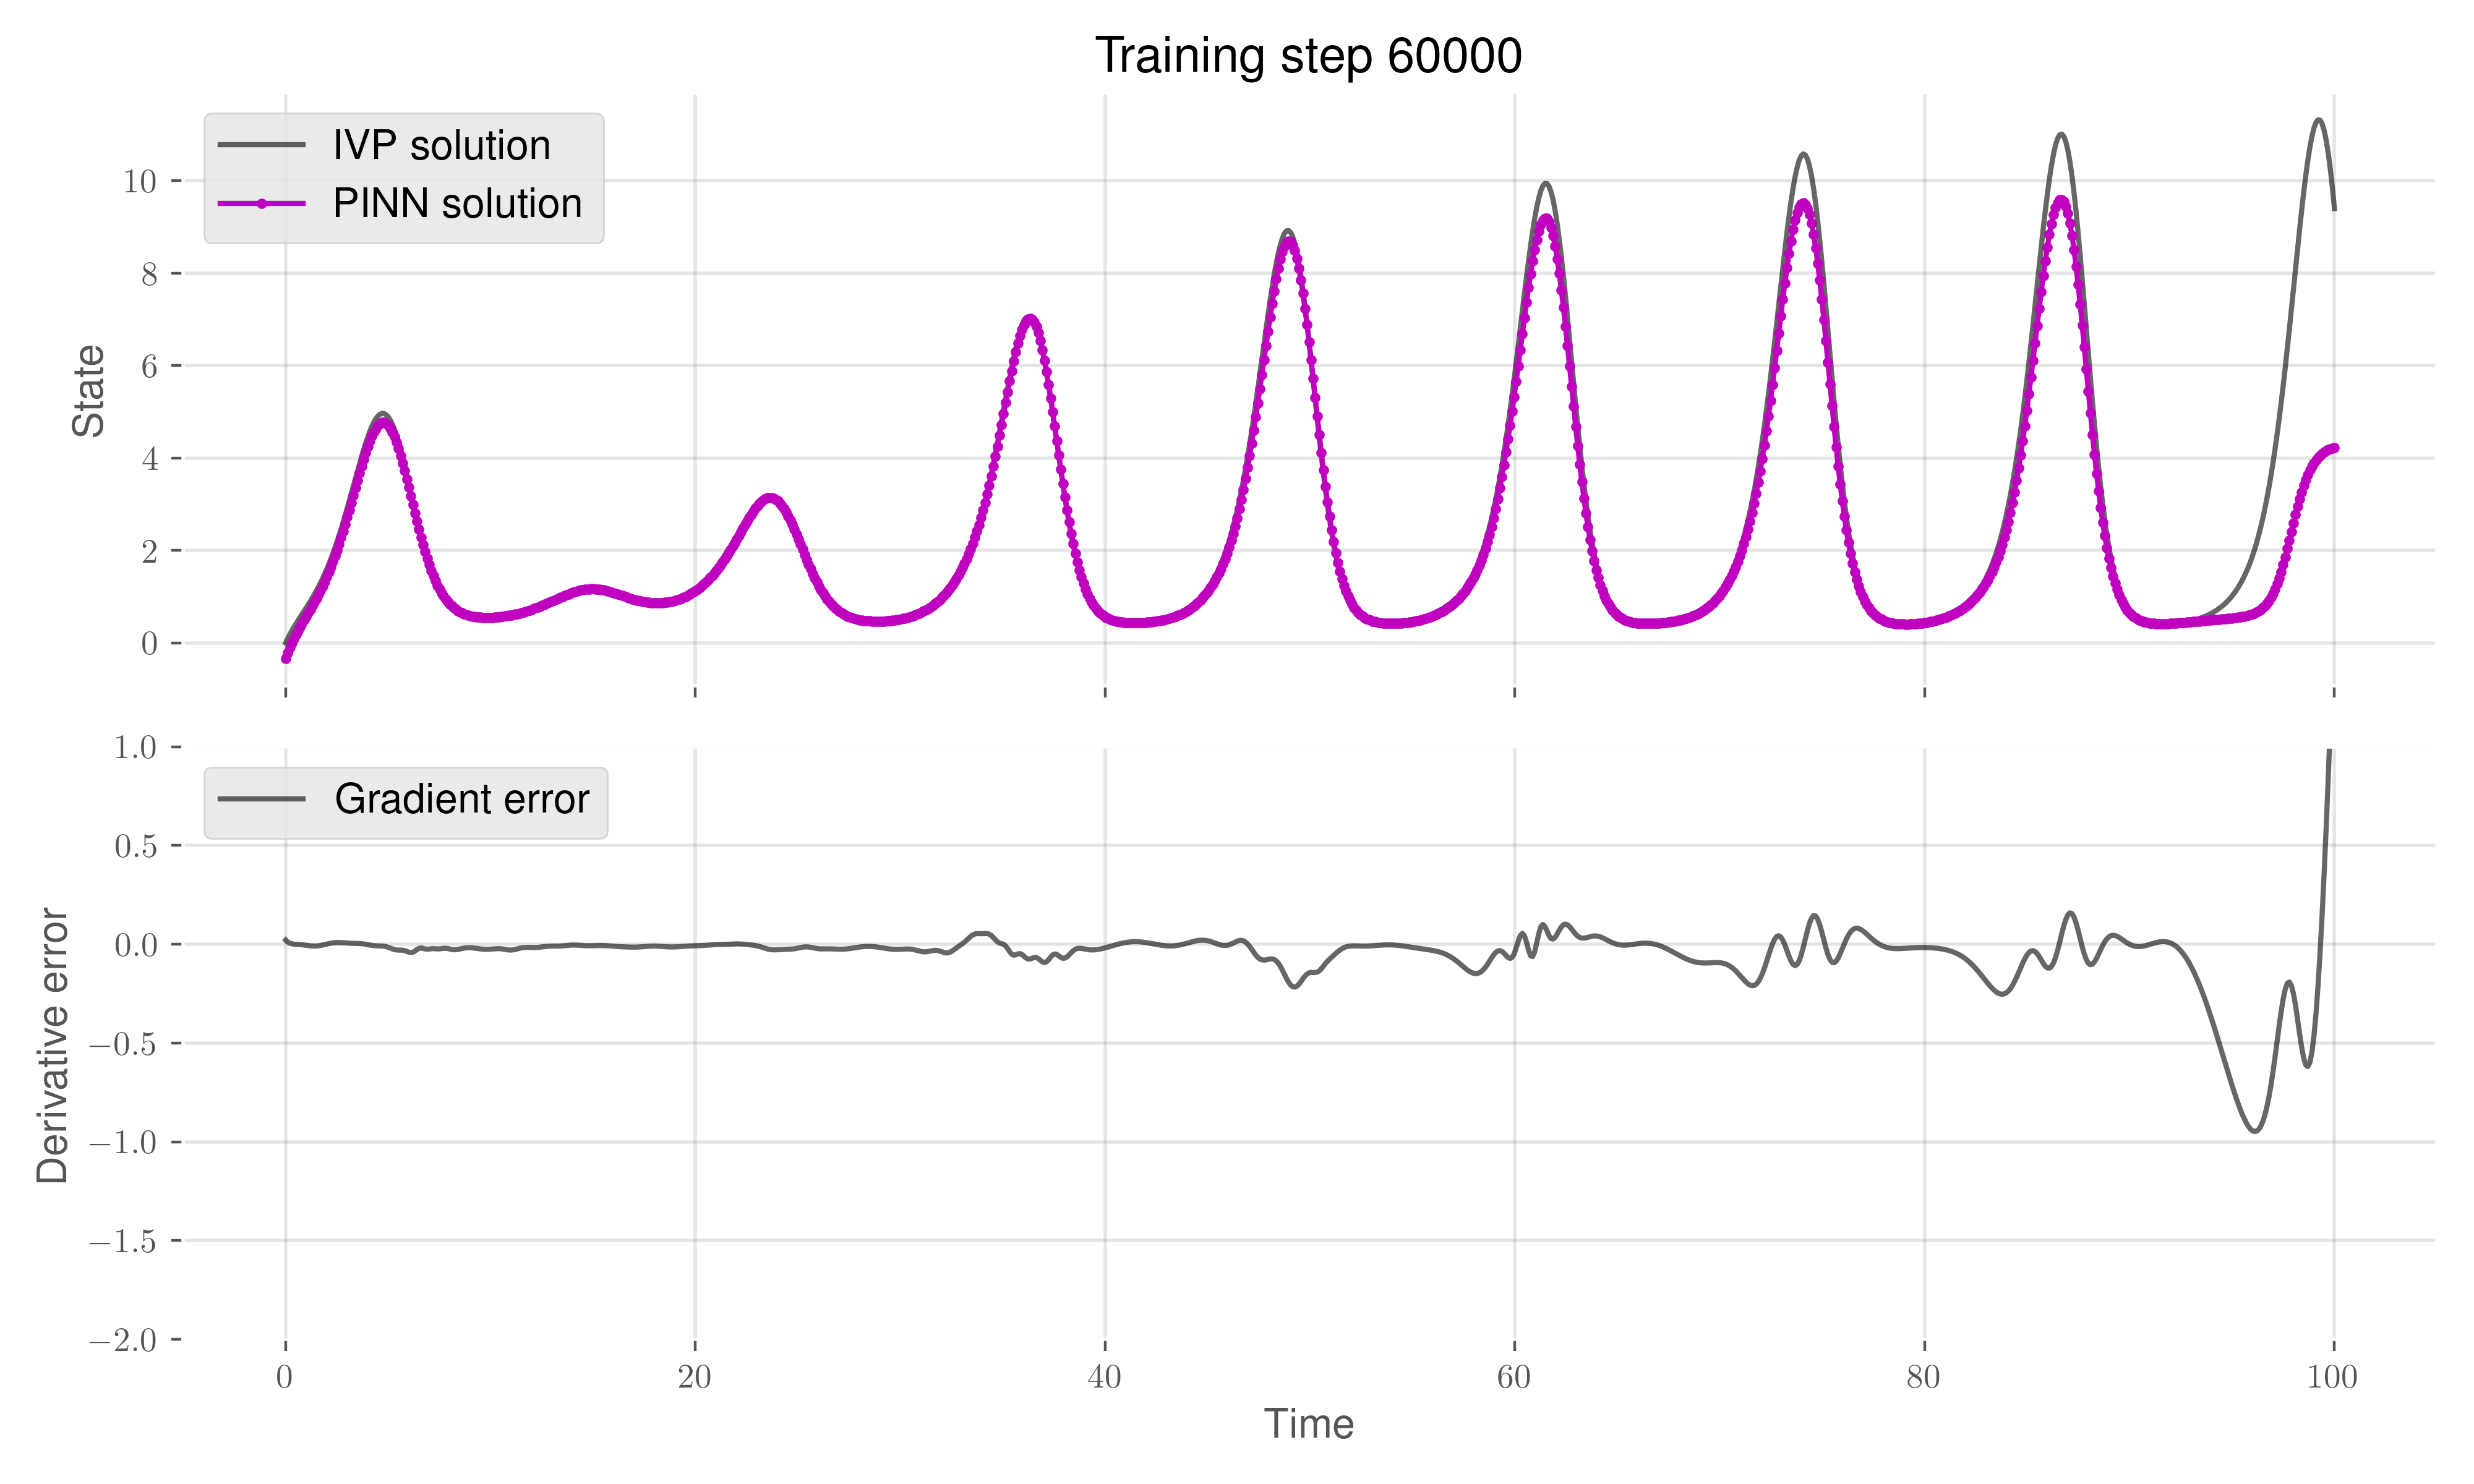 Training step 60000
IVP solution
PINN solution
State
10
8
6
4
2
0
Gradient error
Derivative error
1.0
0.5
0.0
−0.5
−1.0
−1.5
−2.0
0 20 40 60 80 100
Time